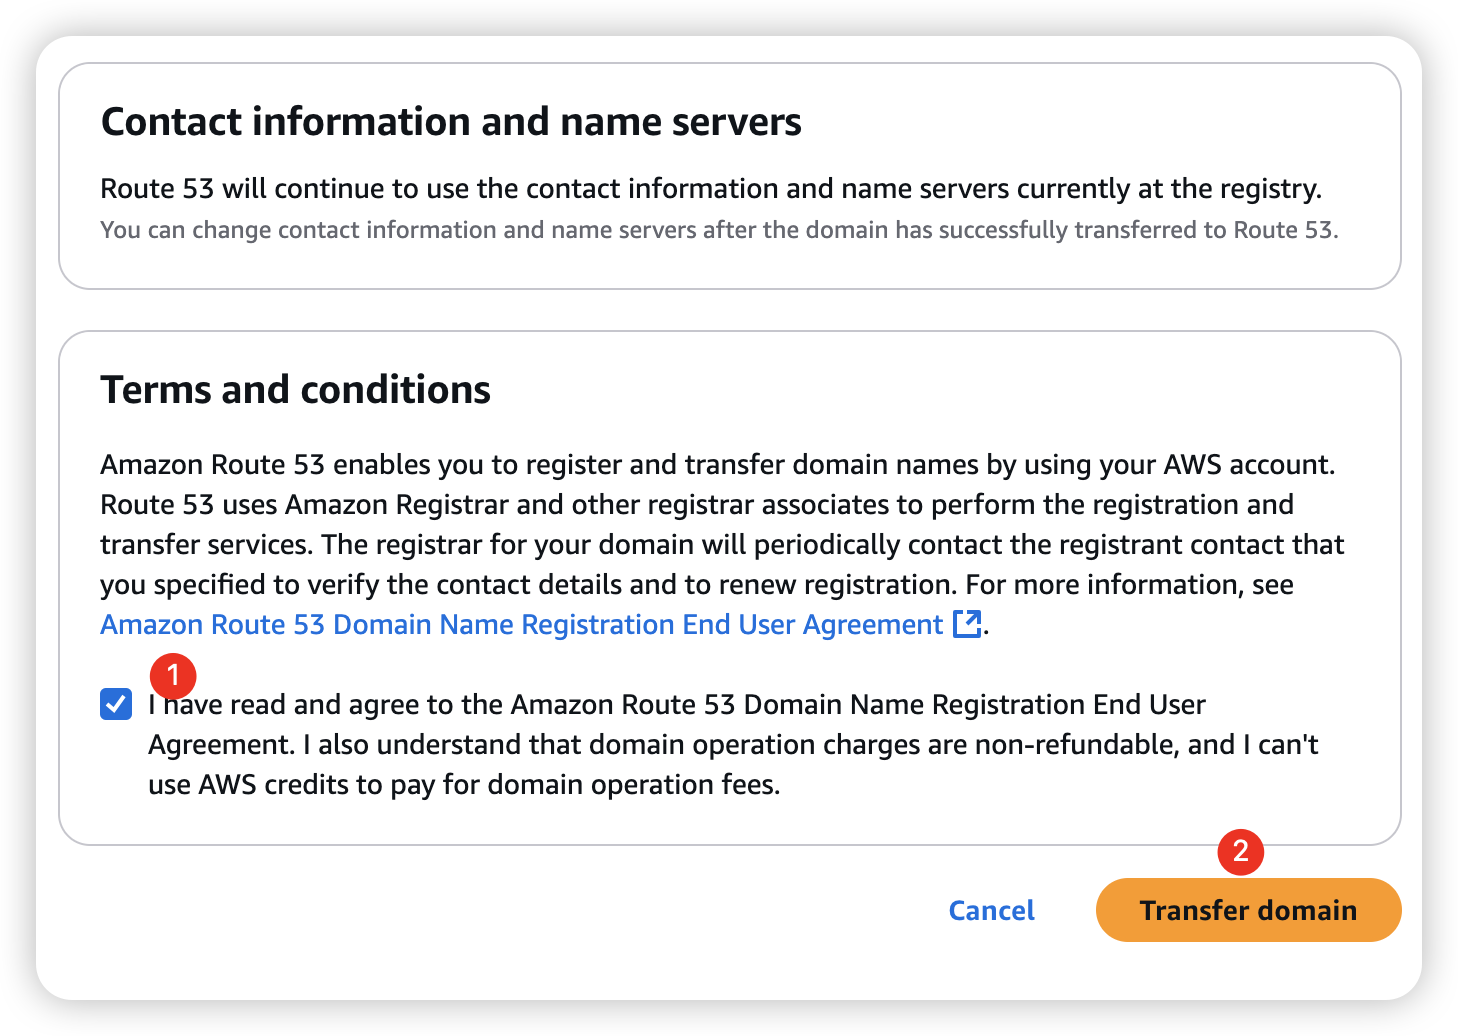 Contact information and name servers
Route 53 will continue to use the contact information and name servers currently at the registry.
You can change contact information and name servers after the domain has successfully transferred to Route 53.
Terms and conditions
Amazon Route 53 enables you to register and transfer domain names by using your AWS account.
Route 53 uses Amazon Registrar and other registrar associates to perform the registration and
transfer services. The registrar for your domain will periodically contact the registrant contact that
you specified to verify the contact details and to renew registration. For more information, see
Amazon Route 53 Domain Name Registration End User Agreement.
1
I have read and agree to the Amazon Route 53 Domain Name Registration End User
Agreement. I also understand that domain operation charges are non-refundable, and I can't
use AWS credits to pay for domain operation fees.
2
Cancel
Transfer domain